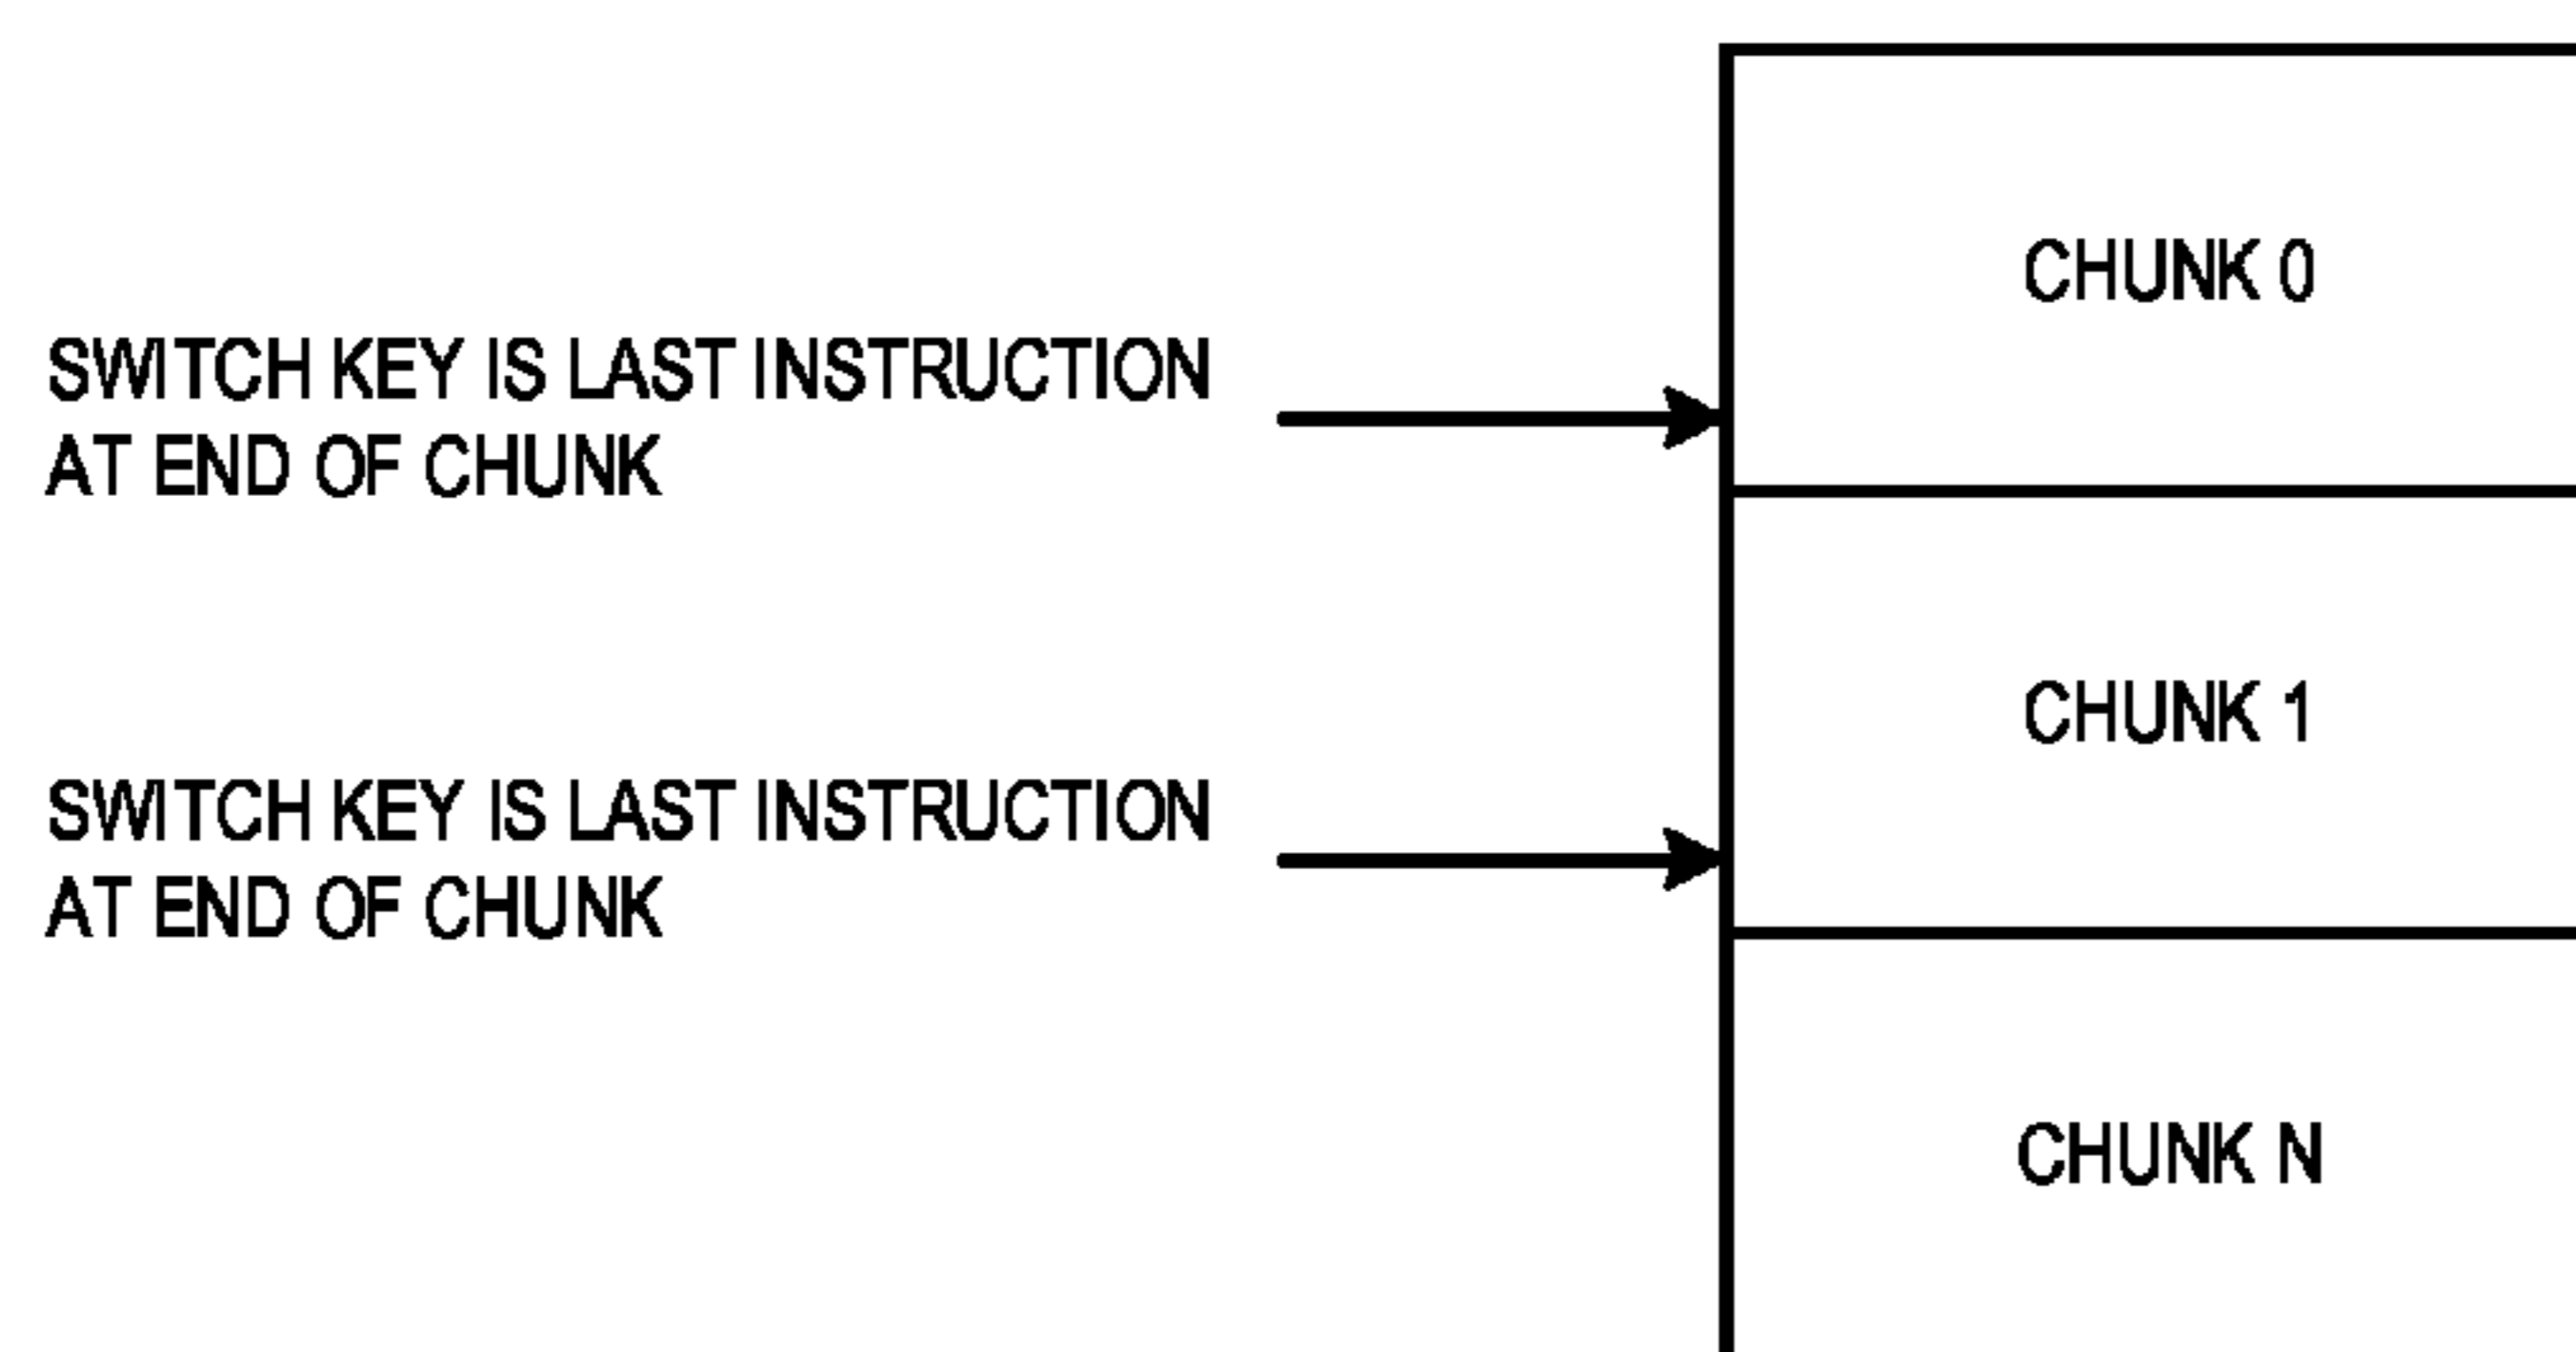 CHUNK 0
SWITCH KEY IS LAST INSTRUCTION
AT END OF CHUNK
CHUNK 1
SWITCH KEY IS LAST INSTRUCTION
AT END OF CHUNK
CHUNK N